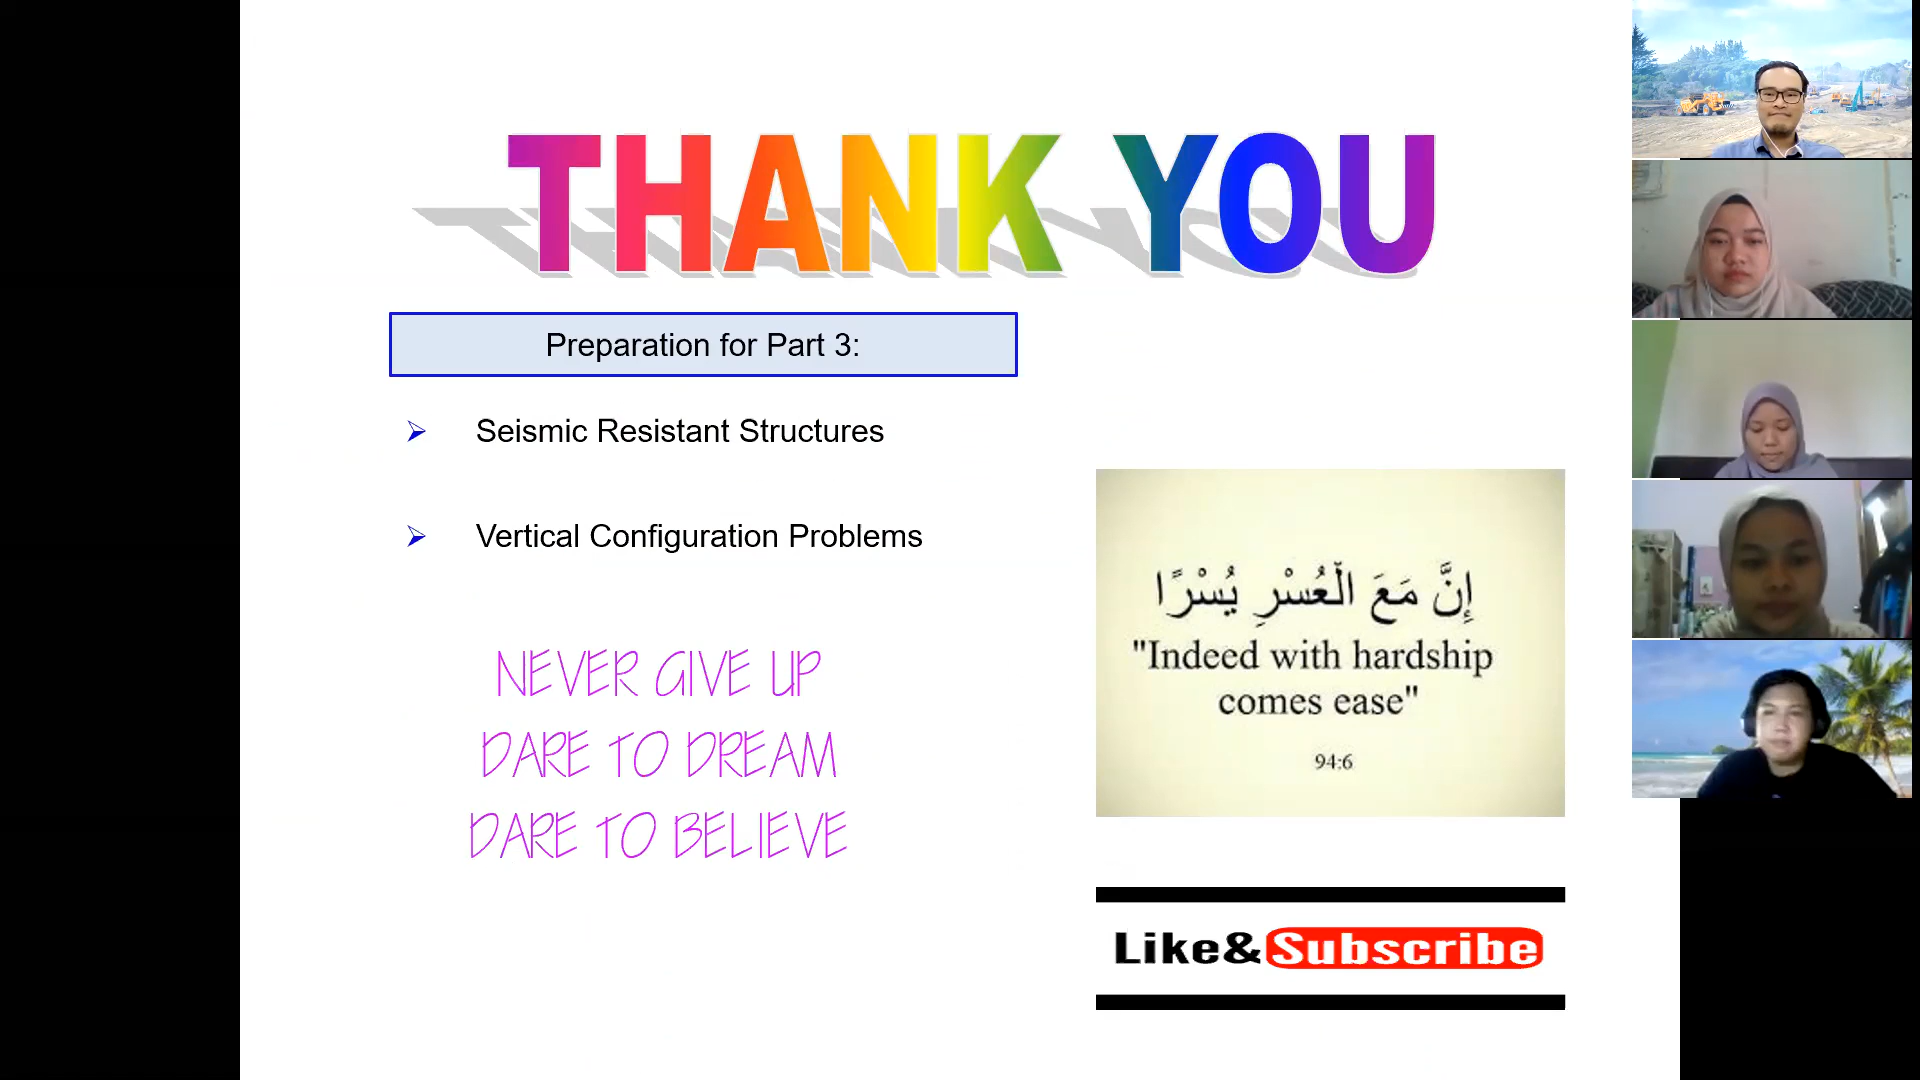 THANK YOU
Preparation for Part 3:
Seismic Resistant Structures
Vertical Configuration Problems
NEVER GIVE UP
DARE TO DREAM
DARE TO BELIEVE
إِنَّ مَعَ الْعُسْرِ يُسْرًا
"Indeed with hardship
comes ease"
94:6
Like&Subscribe